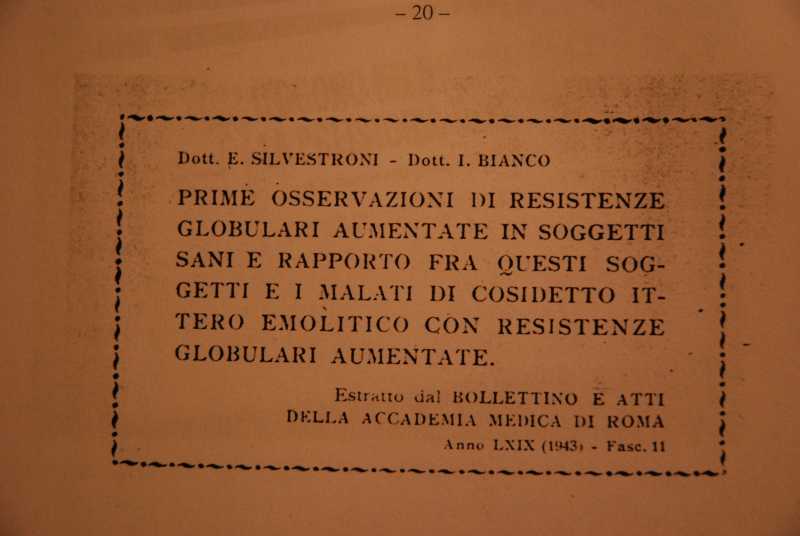 – 20 –
Dott. E. SILVESTRONI - Dott. I. BIANCO
PRIME OSSERVAZIONI DI RESISTENZE
GLOBULARI AUMENTATE IN SOGGETTI
SANI E RAPPORTO FRA QUESTI SOG-
GETTI E I MALATI DI COSIDETTO IT-
TERO EMOLITICO CON RESISTENZE
GLOBULARI AUMENTATE.
Estratto dal BOLLETTINO E ATTI
DELLA ACCADEMIA MEDICA DI ROMA
Anno LXIX (1943) - Fasc. 11